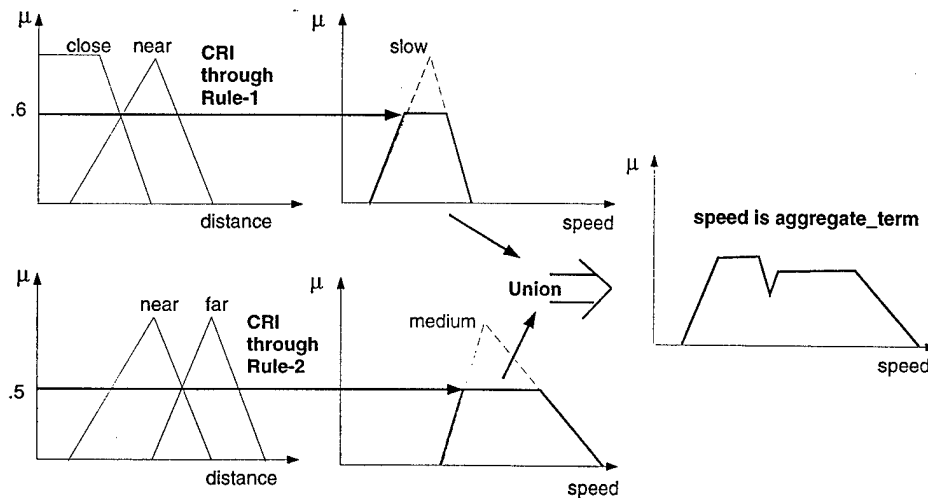 μ
close
near
CRI
through
Rule-1
.6
distance
μ
slow
speed
μ
near
far
CRI
through
Rule-2
.5
distance
μ
medium
speed
Union
μ
speed is aggregate_term
speed